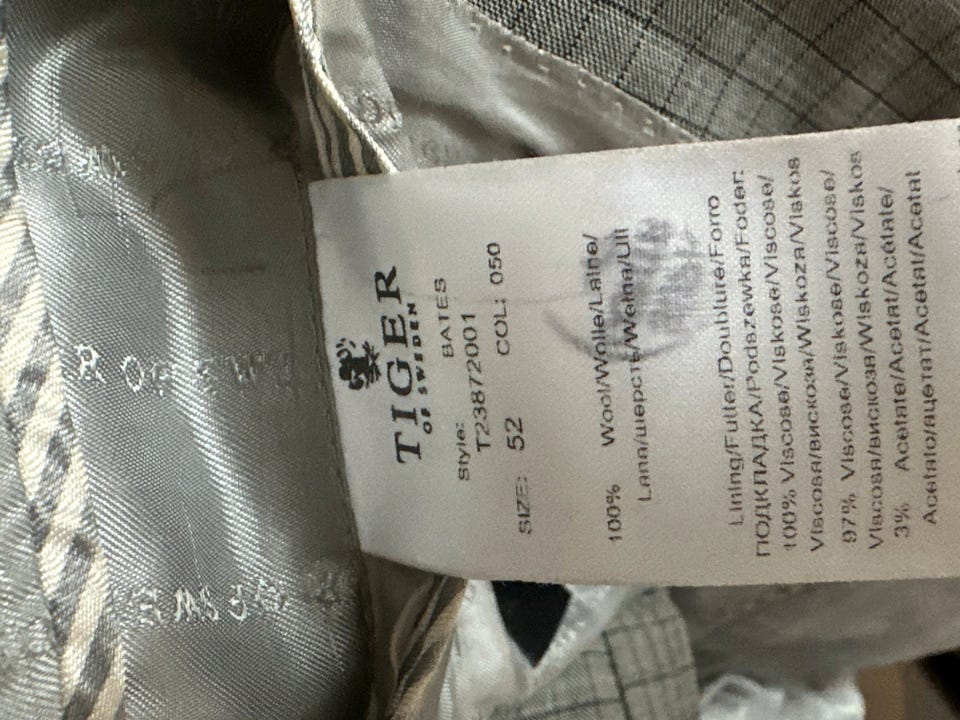 TIGER
OF SWEDEN
Style: BATES
T23872001
SIZE: 52 COL: 050
100% Wool/Wolle/Laine/
Lana/шерсть/Wełna/Ull
Lining/Futter/Doublure/Forro
ПОДКЛАДКА/Podszewka/Foder:
100% Viscose/Viskose/Viscose/
Viscosa/вискоза/Wiskoza/Viskos
97% Viscose/Viskose/Viscose/
Viscosa/вискоза/Wiskoza/Viskos
3% Acetate/Acetat/Acétate/
Acetato/ацетат/Acetat/Acetat